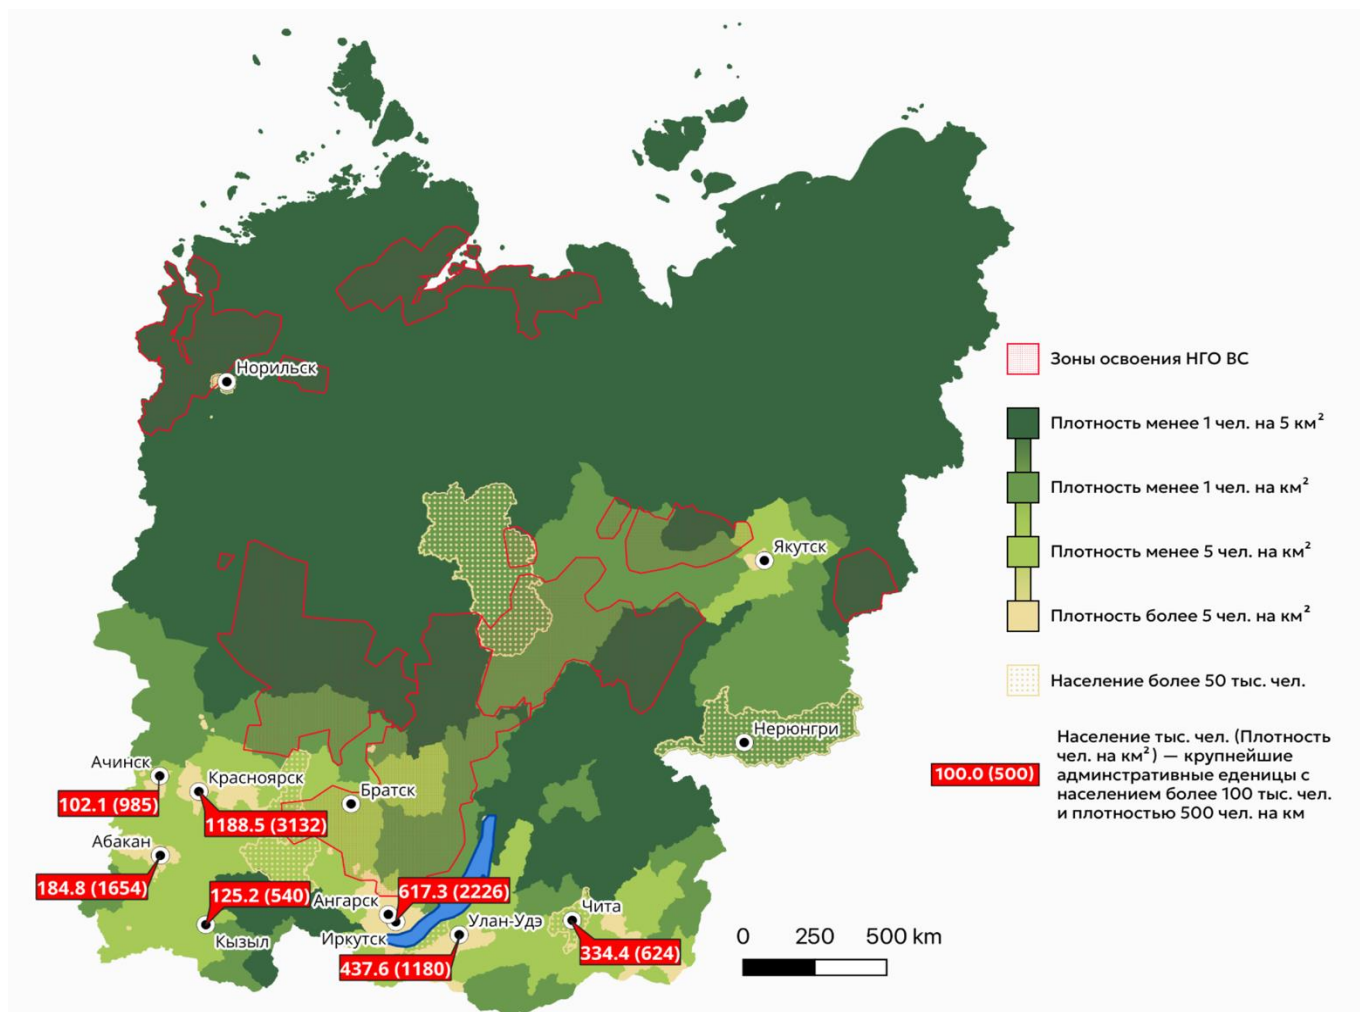 Норильск
Зоны освоения НГО ВС
Плотность менее 1 чел. на 5 км²
Плотность менее 1 чел. на км²
Плотность менее 5 чел. на км²
Плотность более 5 чел. на км²
Население более 50 тыс. чел.
100.0 (500)
Население тыс. чел. (Плотность
чел. на км²) — крупнейшие
админстративные еденицы с
населением более 100 тыс. чел.
и плотностью 500 чел. на км
Якутск
Нерюнгри
Ачинск
102.1 (985)
Красноярск
1188.5 (3132)
Братск
Абакан
184.8 (1654)
125.2 (540)
Кызыл
Ангарск
617.3 (2226)
Иркутск
Улан-Удэ
437.6 (1180)
Чита
334.4 (624)
0 250 500 km